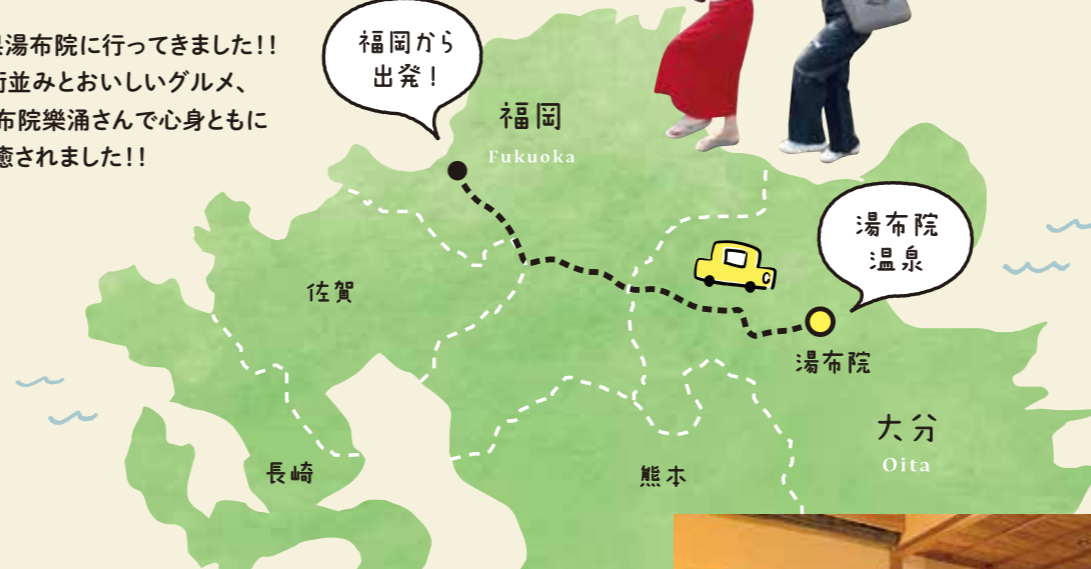 湯布院に行ってきました!!
街並みとおいしいグルメ、
布院樂涌さんで心身ともに
癒されました!!
福岡から
出発!
福岡
Fukuoka
湯布院
温泉
佐賀
湯布院
大分
Oita
長崎
熊本